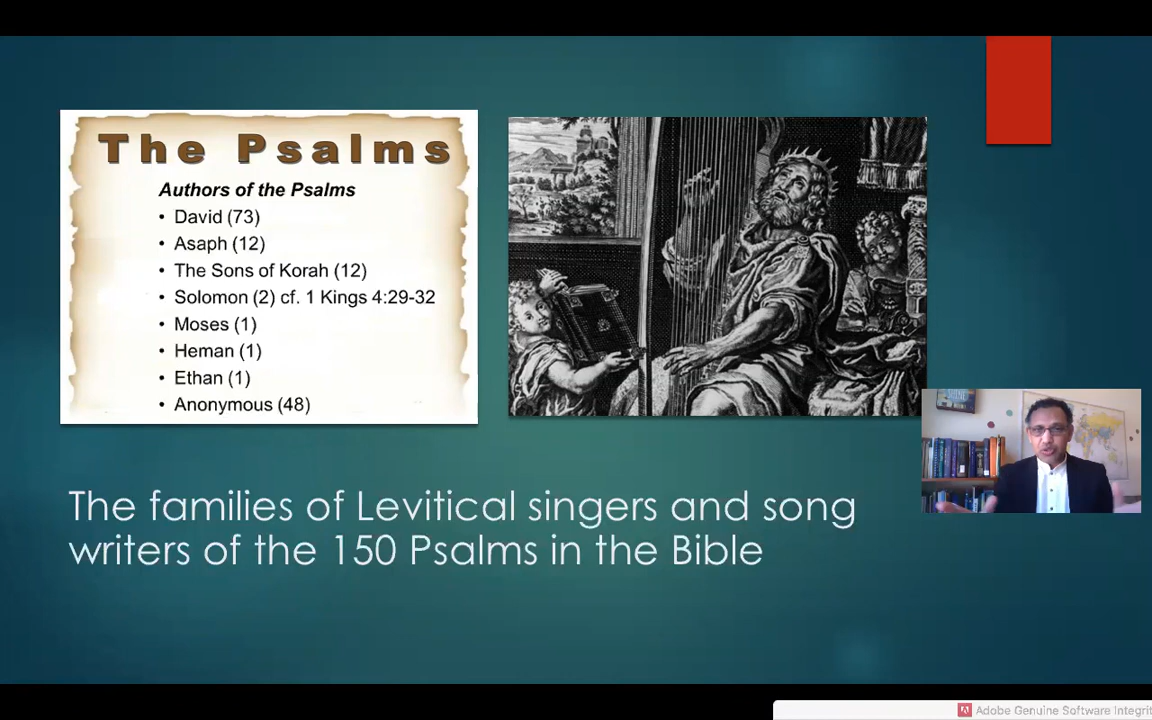 The Psalms
Authors of the Psalms
• David (73)
• Asaph (12)
• The Sons of Korah (12)
• Solomon (2) cf. 1 Kings 4:29-32
• Moses (1)
• Heman (1)
• Ethan (1)
• Anonymous (48)
The families of Levitical singers and song
writers of the 150 Psalms in the Bible
Adobe Genuine Software Integrit